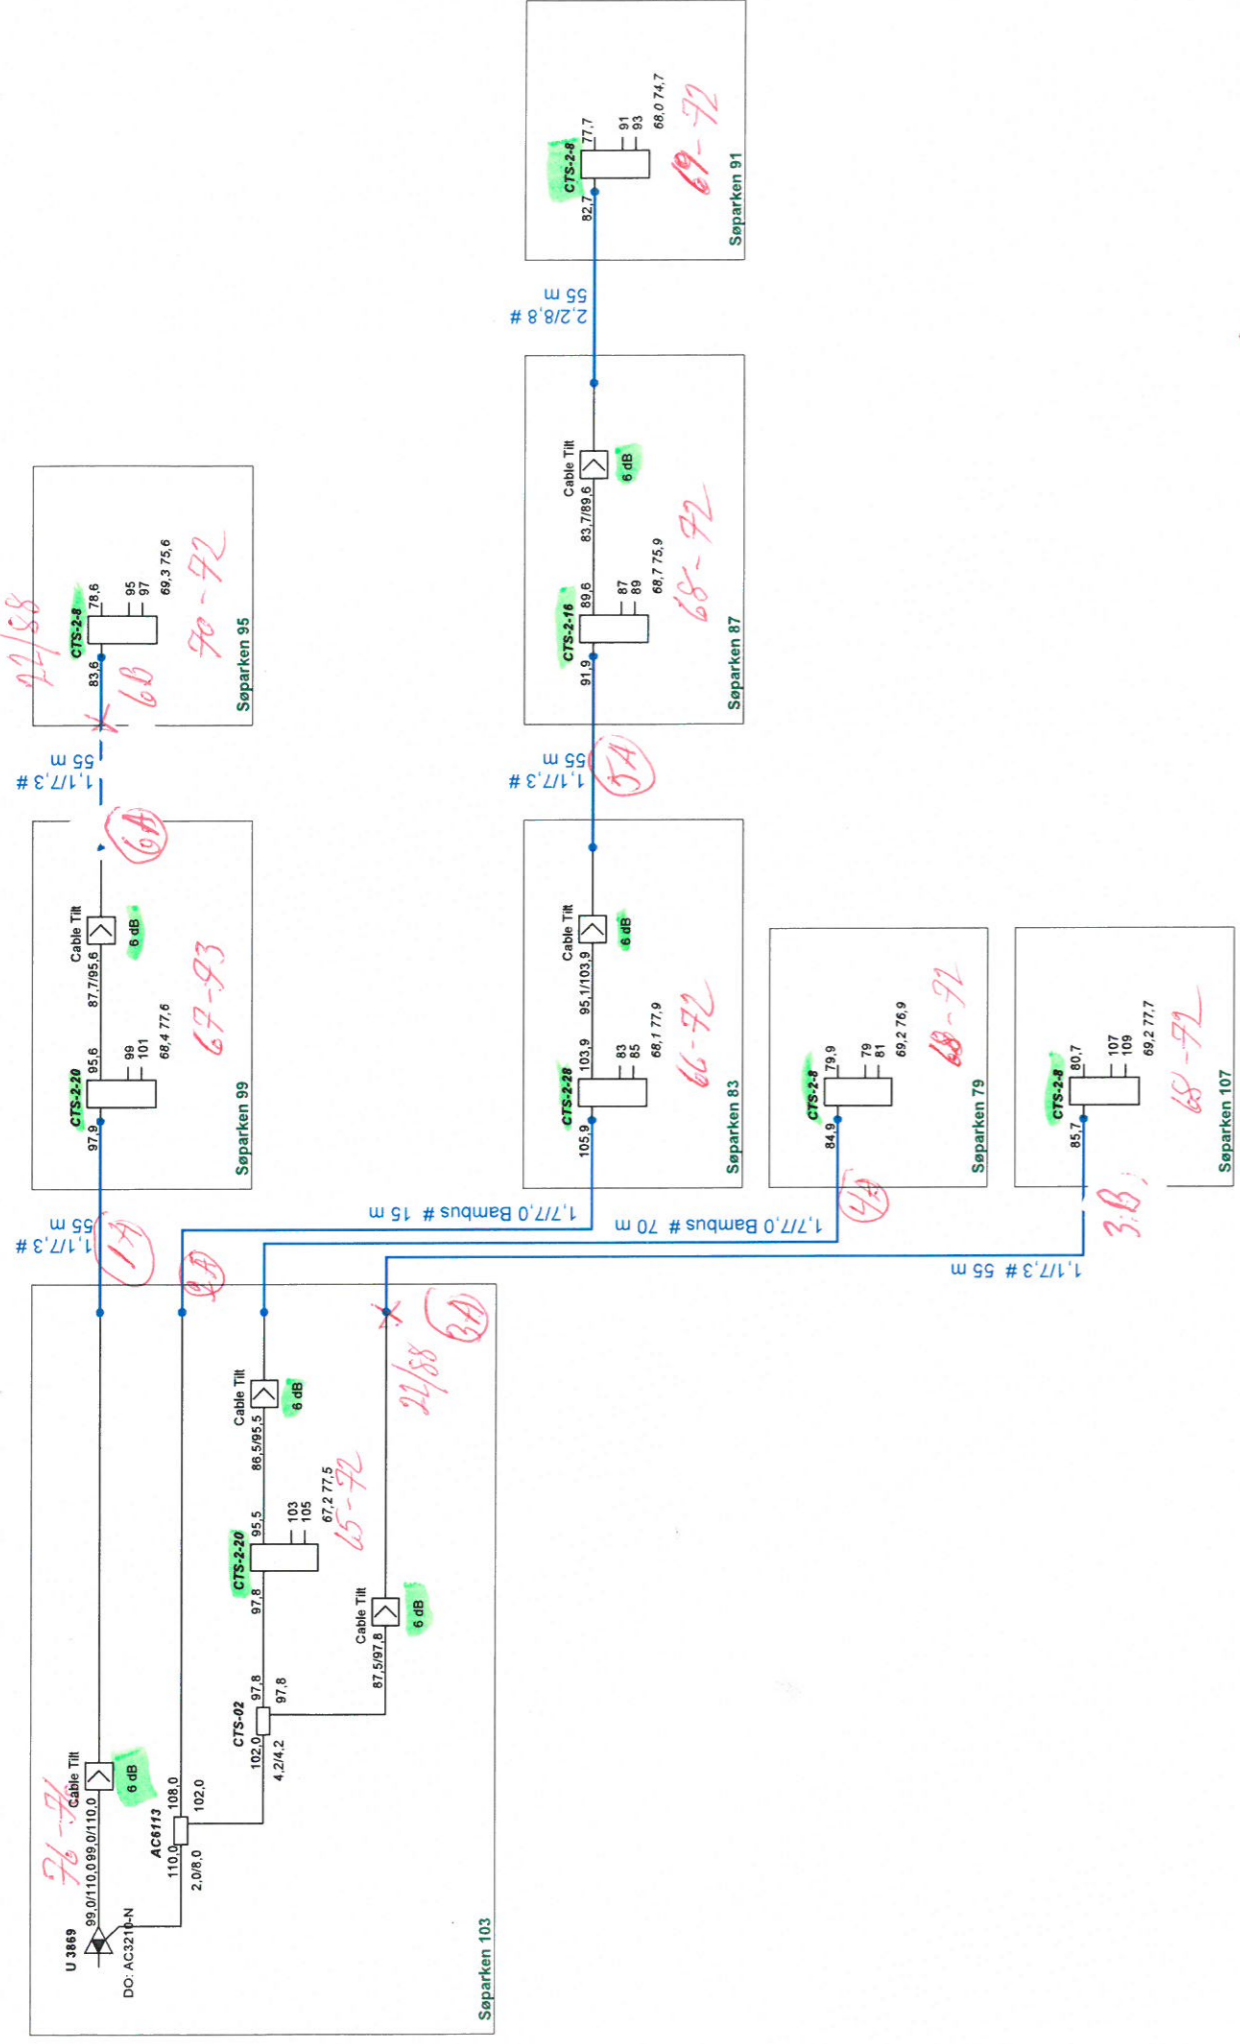 U 3869
DO: AC3210-N
76-76
99,0/110,0 99,0/110,0
Cable Tilt
6 dB
AC6113
110,0
108,0
102,0
2,0/8,0
CTS-02
102,0
97,8
97,8
4,2/4,2
CTS-2-20
97,8
95,5
103
105
67,2 77,5
65-72
86,5/95,5
Cable Tilt
6 dB
87,5/97,8
Cable Tilt
6 dB
22/88
3A
Søparken 103
1,1/7,3 #
55 m
1A
2A
1,7/7,0 Bambus # 15 m
1,7/7,0 Bambus # 70 m
1,1/7,3 # 55 m
CTS-2-20
97,9
95,6
99
101
68,4 77,6
67-73
87,7/95,6
Cable Tilt
6 dB
Søparken 99
6A
1,1/7,3 #
55 m
22/88
6B
CTS-2-8
83,6
78,6
95
97
69,3 75,6
70-72
Søparken 95
CTS-2-28
105,9
103,9
83
85
68,1 77,9
66-72
95,1/103,9
Cable Tilt
6 dB
Søparken 83
1,1/7,3 #
55 m
5A
CTS-2-16
91,9
89,6
87
89
68,7 75,9
68-72
83,7/89,6
Cable Tilt
6 dB
Søparken 87
2,2/8,8 #
55 m
CTS-2-8
82,7
77,7
91
93
68,0 74,7
69-72
Søparken 91
4A
CTS-2-8
84,9
79,9
79
81
69,2 76,9
68-72
Søparken 79
3B
CTS-2-8
85,7
80,7
107
109
69,2 77,7
68-72
Søparken 107